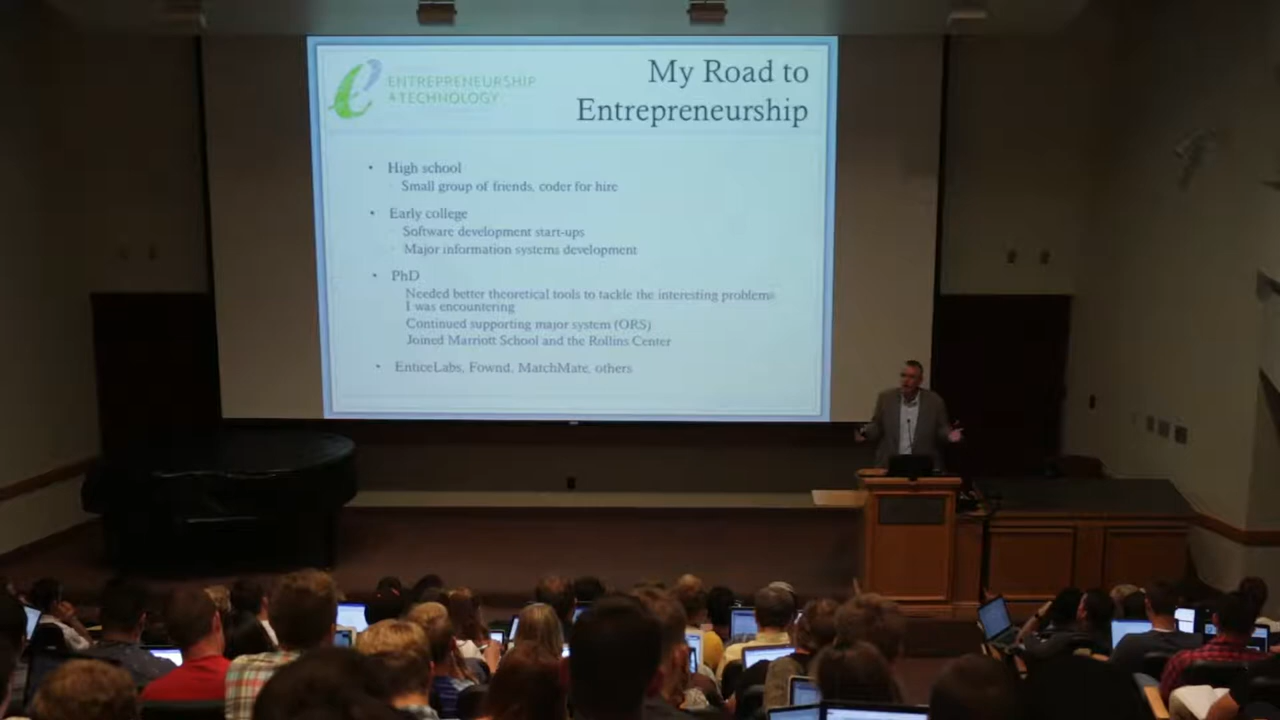 ENTREPRENEURSHIP
& TECHNOLOGY
My Road to
Entrepreneurship
• High school
Small group of friends, coder for hire
• Early college
Software development start-ups
Major information systems development
• PhD
Needed better theoretical tools to tackle the interesting problems
I was encountering
Continued supporting major system (ORS)
Joined Marriott School and the Rollins Center
• EnticeLabs, Fownd, MatchMate, others